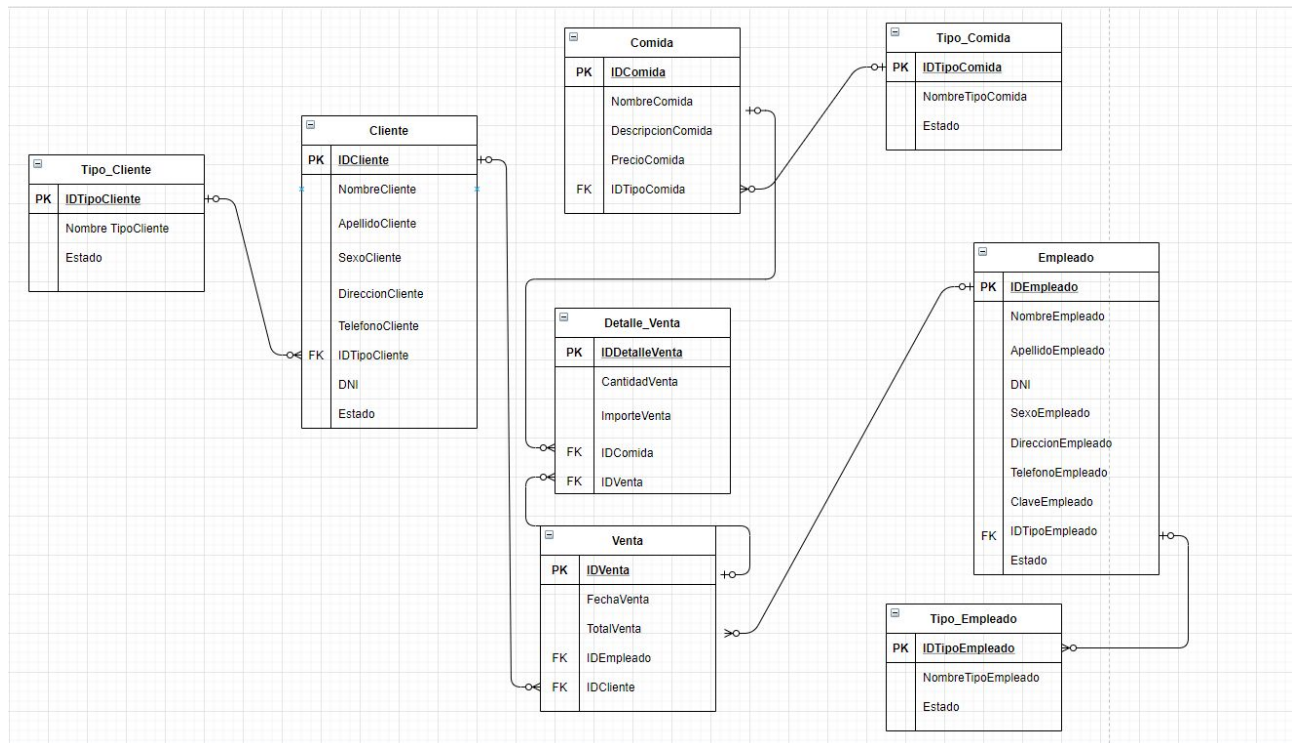 Tipo_Cliente
PK IDTipoCliente
Nombre TipoCliente
Estado
Cliente
PK IDCliente
NombreCliente
ApellidoCliente
SexoCliente
DireccionCliente
TelefonoCliente
FK IDTipoCliente
DNI
Estado
Comida
PK IDComida
NombreComida
DescripcionComida
PrecioComida
FK IDTipoComida
Tipo_Comida
PK IDTipoComida
NombreTipoComida
Estado
Detalle_Venta
PK IDDetalleVenta
CantidadVenta
ImporteVenta
FK IDComida
FK IDVenta
Venta
PK IDVenta
FechaVenta
TotalVenta
FK IDEmpleado
FK IDCliente
Empleado
PK IDEmpleado
NombreEmpleado
ApellidoEmpleado
DNI
SexoEmpleado
DireccionEmpleado
TelefonoEmpleado
ClaveEmpleado
FK IDTipoEmpleado
Estado
Tipo_Empleado
PK IDTipoEmpleado
NombreTipoEmpleado
Estado